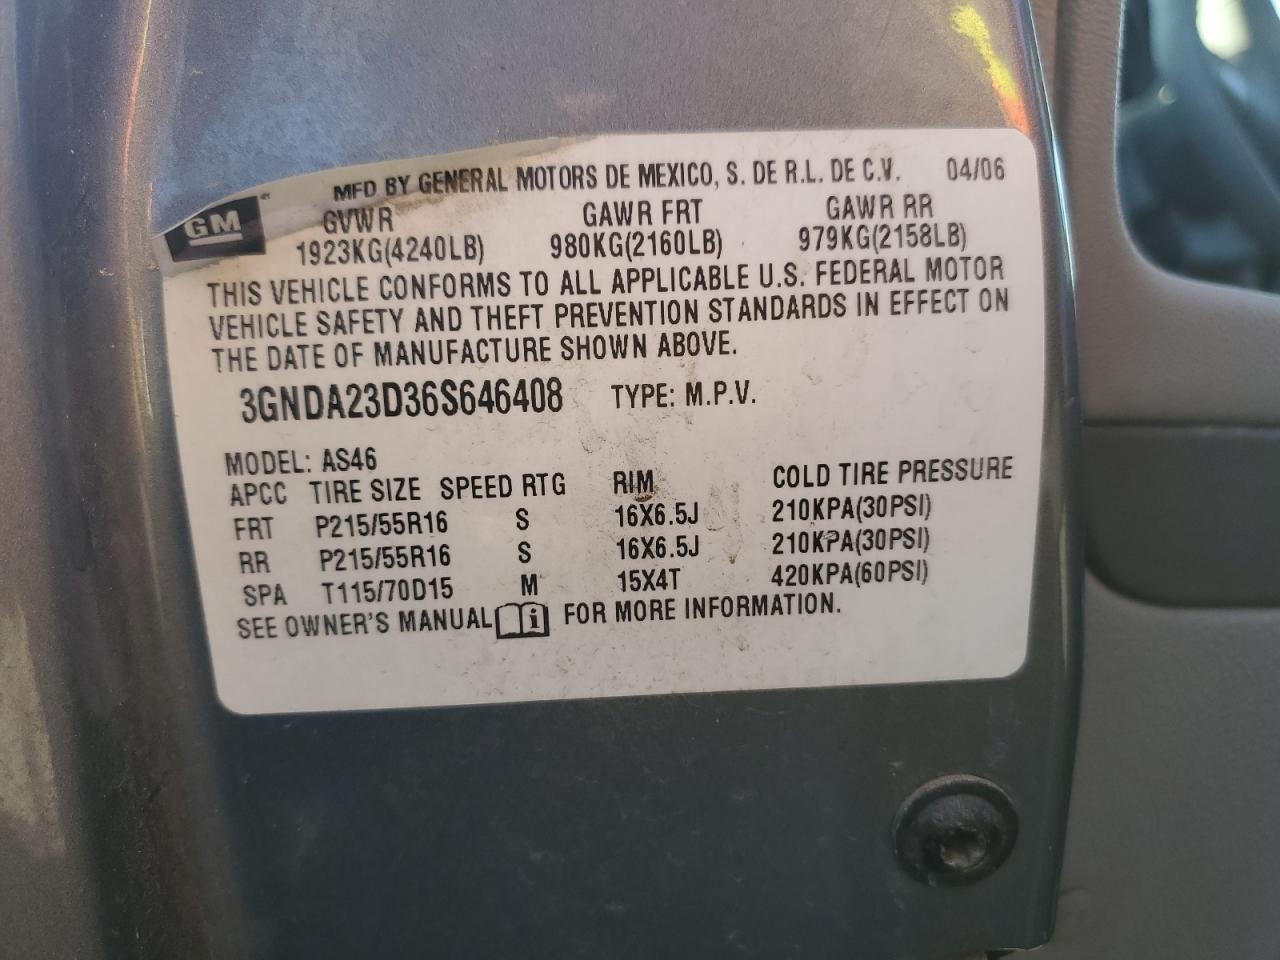 MFD BY GENERAL MOTORS DE MEXICO, S. DE R.L. DE C.V. 04/06
GM
GVWR GAWR FRT GAWR RR
1923KG(4240LB) 980KG(2160LB) 979KG(2158LB)
THIS VEHICLE CONFORMS TO ALL APPLICABLE U.S. FEDERAL MOTOR
VEHICLE SAFETY AND THEFT PREVENTION STANDARDS IN EFFECT ON
THE DATE OF MANUFACTURE SHOWN ABOVE.
3GNDA23D36S646408 TYPE: M.P.V.
MODEL: AS46
APCC TIRE SIZE SPEED RTG RIM COLD TIRE PRESSURE
FRT P215/55R16 S 16X6.5J 210KPA(30PSI)
RR P215/55R16 S 16X6.5J 210KPA(30PSI)
SPA T115/70D15 M 15X4T 420KPA(60PSI)
SEE OWNER'S MANUAL i FOR MORE INFORMATION.